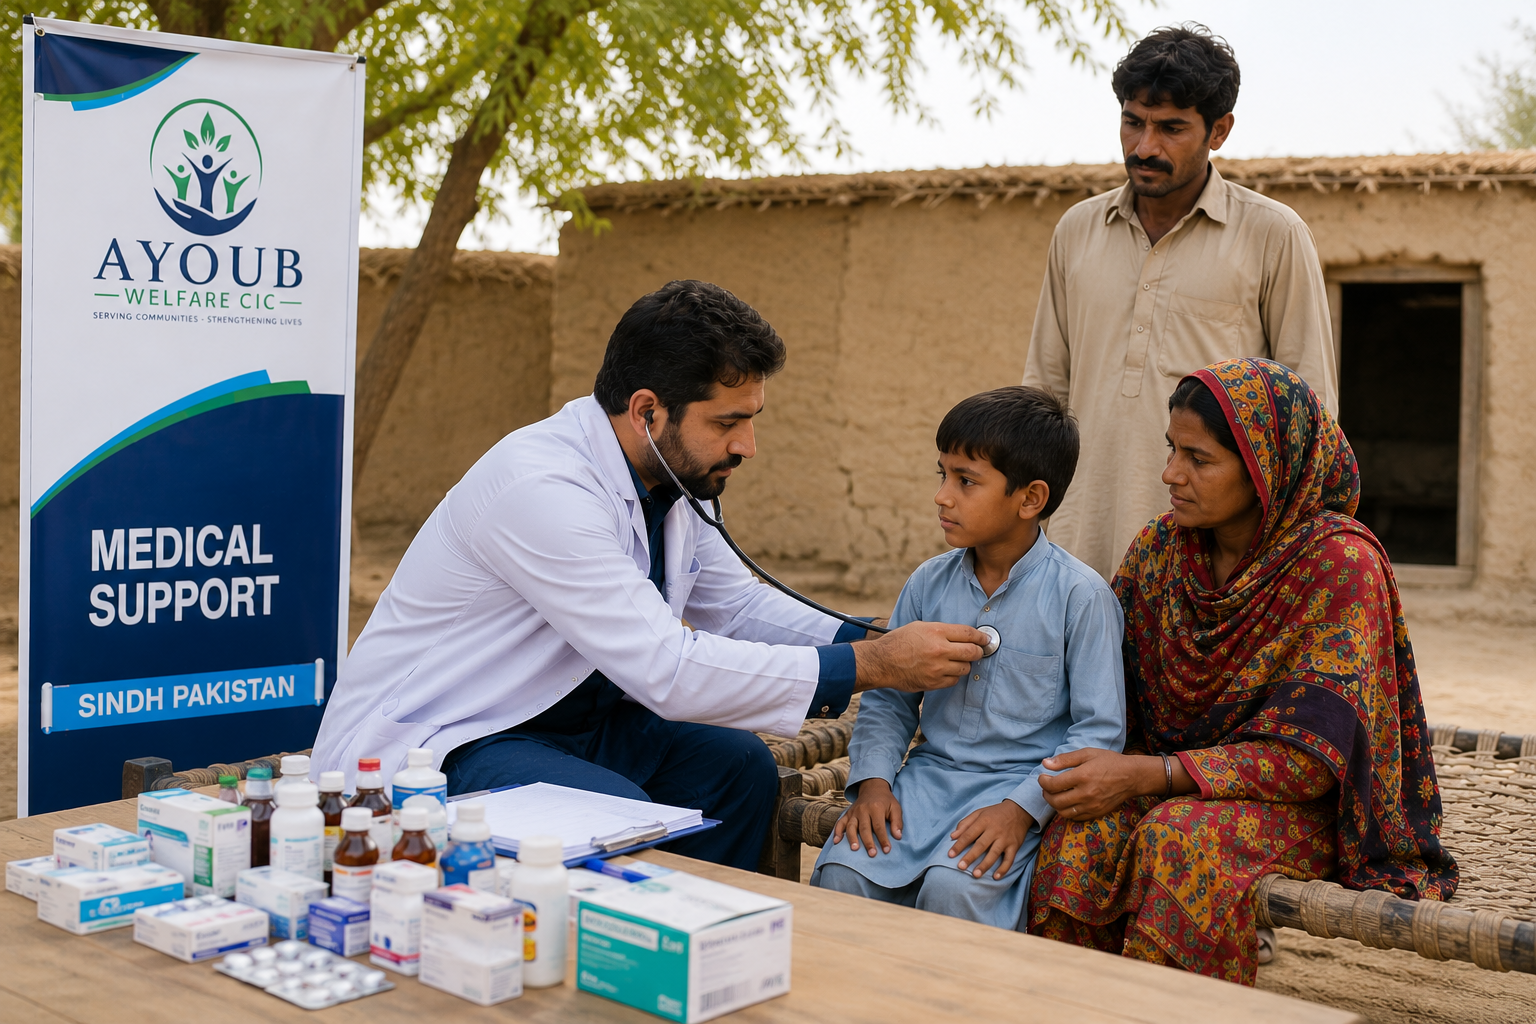 AYOUB
WELFARE CIC
SERVING COMMUNITIES - STRENGTHENING LIVES
MEDICAL
SUPPORT
SINDH PAKISTAN